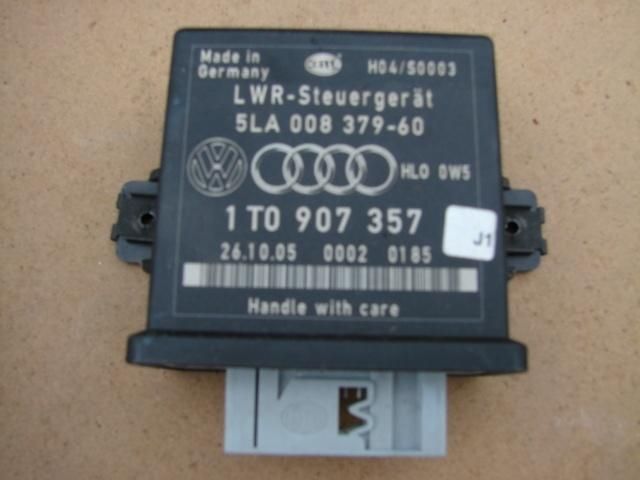 Made in
Germany
H04/S0003
LWR-Steuergerät
5LA 008 379-60
HLO 0W5
1T0 907 357
J1
26.10.05 0002 0185
Handle with care